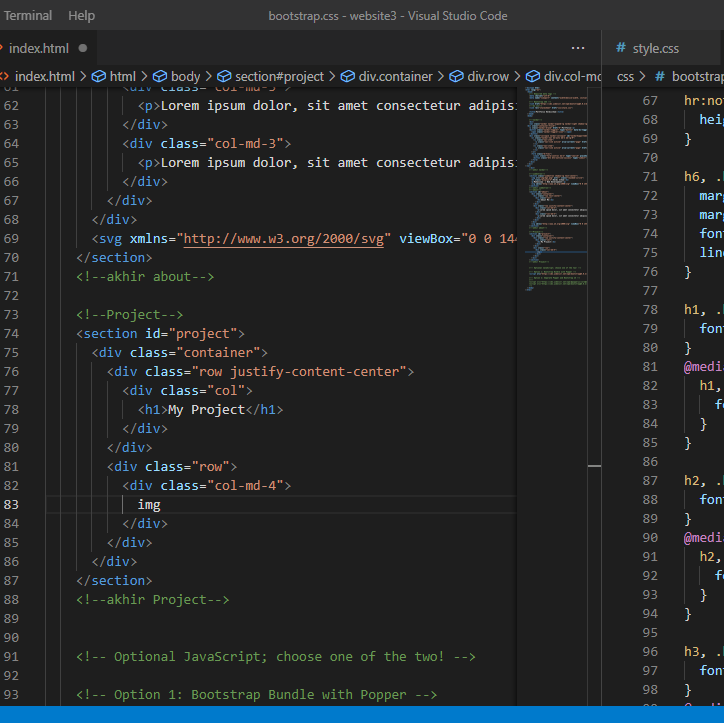 Terminal Help bootstrap.css - website3 - Visual Studio Code
index.html ● ··· # style.css
<> index.html > html > body > section#project > div.container > div.row > div.col-md css > # bootstrap
61 <div class="col-md-3">
62 <p>Lorem ipsum dolor, sit amet consectetur adipisi
63 </div>
64 <div class="col-md-3">
65 <p>Lorem ipsum dolor, sit amet consectetur adipisi
66 </div>
67 </div>
68 </div>
69 <svg xmlns="http://www.w3.org/2000/svg" viewBox="0 0 144
70 </section>
71 <!--akhir about-->
72
73 <!--Project-->
74 <section id="project">
75 <div class="container">
76 <div class="row justify-content-center">
77 <div class="col">
78 <h1>My Project</h1>
79 </div>
80 </div>
81 <div class="row">
82 <div class="col-md-4">
83 img
84 </div>
85 </div>
86 </div>
87 </section>
88 <!--akhir Project-->
89
90
91 <!-- Optional JavaScript; choose one of the two! -->
92
93 <!-- Option 1: Bootstrap Bundle with Popper -->
67 hr:no
68 heig
69 }
70
71 h6, .
72 marg
73 marg
74 font
75 line
76 }
77
78 h1, .
79 fon
80 }
81 @media
82 h1,
83 fo
84 }
85 }
86
87 h2, .
88 fon
89 }
90 @media
91 h2,
92 fo
93 }
94 }
95
96 h3, .
97 fon
98 }